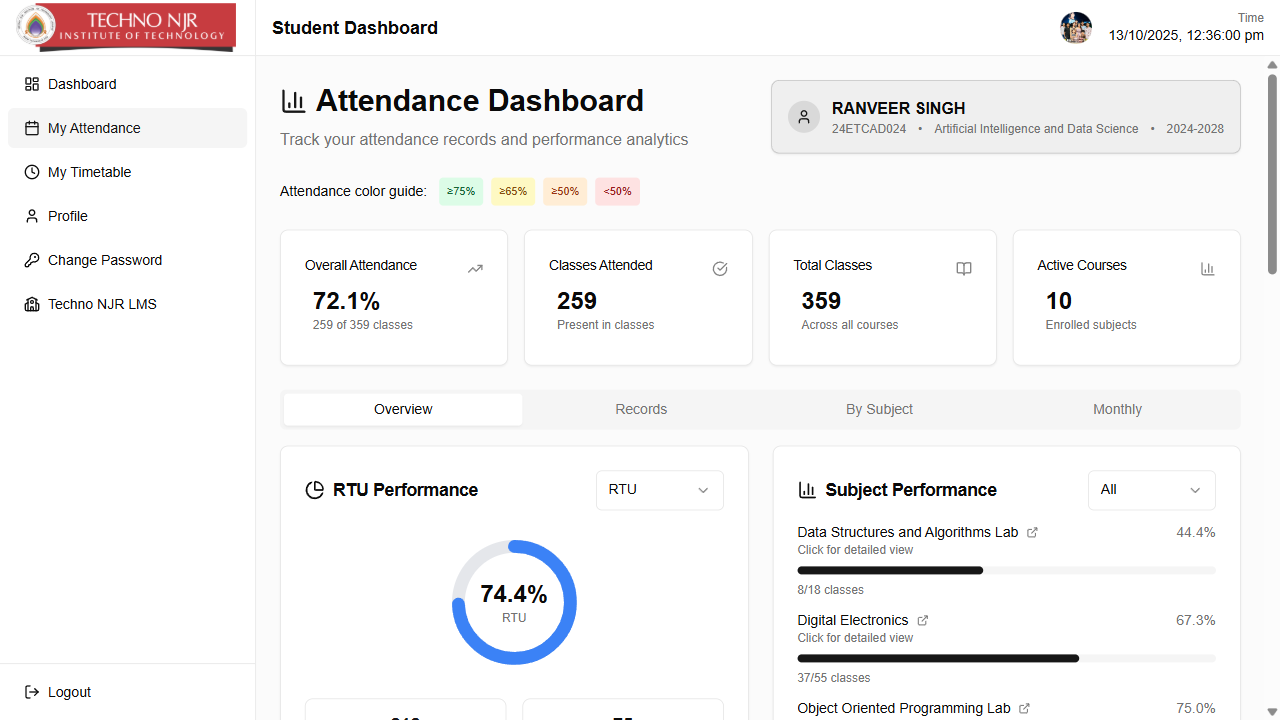 TECHNO NJR
INSTITUTE OF TECHNOLOGY
Student Dashboard
Time
13/10/2025, 12:36:00 pm
Dashboard
My Attendance
My Timetable
Profile
Change Password
Techno NJR LMS
Logout
Attendance Dashboard
Track your attendance records and performance analytics
RANVEER SINGH
24ETCAD024 • Artificial Intelligence and Data Science • 2024-2028
Attendance color guide: ≥75% ≥65% ≥50% <50%
Overall Attendance
72.1%
259 of 359 classes
Classes Attended
259
Present in classes
Total Classes
359
Across all courses
Active Courses
10
Enrolled subjects
Overview Records By Subject Monthly
RTU Performance
RTU
74.4%
RTU
Subject Performance
All
Data Structures and Algorithms Lab 44.4%
Click for detailed view
8/18 classes
Digital Electronics 67.3%
Click for detailed view
37/55 classes
Object Oriented Programming Lab 75.0%